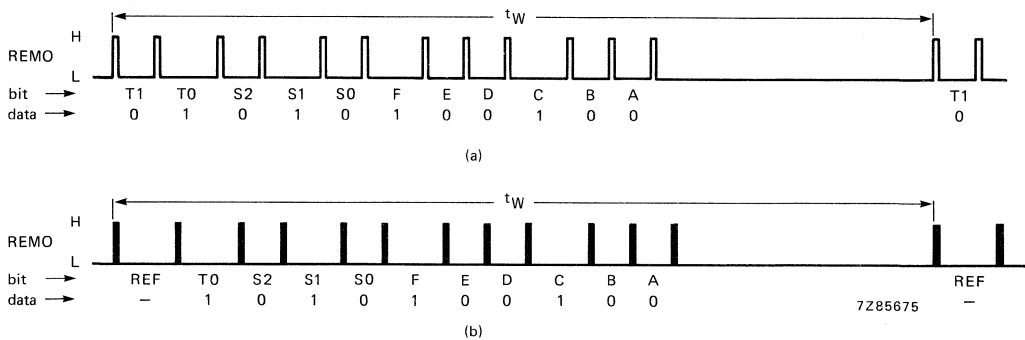 tW
H
REMO
L
bit → T1 T0 S2 S1 S0 F E D C B A T1
data → 0 1 0 1 0 1 0 0 1 0 0 0
(a)
tW
H
REMO
L
bit → REF T0 S2 S1 S0 F E D C B A REF
data → – 1 0 1 0 1 0 0 1 0 0 –
7Z85675
(b)